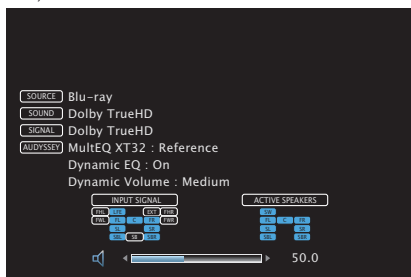 SOURCE Blu-ray
SOUND Dolby TrueHD
SIGNAL Dolby TrueHD
AUDYSSEY MultEQ XT32 : Reference
Dynamic EQ : On
Dynamic Volume : Medium
INPUT SIGNAL ACTIVE SPEAKERS
FHL LFE EXT FHR SW
FWL FL C FR FWR FL C FR
SL SR SL SR
SBL SB SBR SBL SBR
50.0